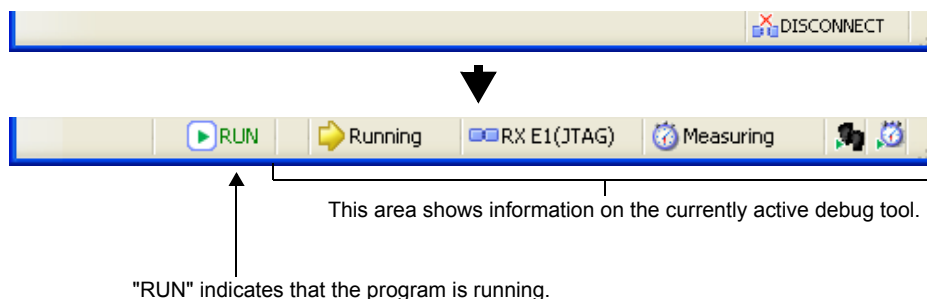 DISCONNECT
RUN Running RX E1(JTAG) Measuring
This area shows information on the currently active debug tool.
"RUN" indicates that the program is running.